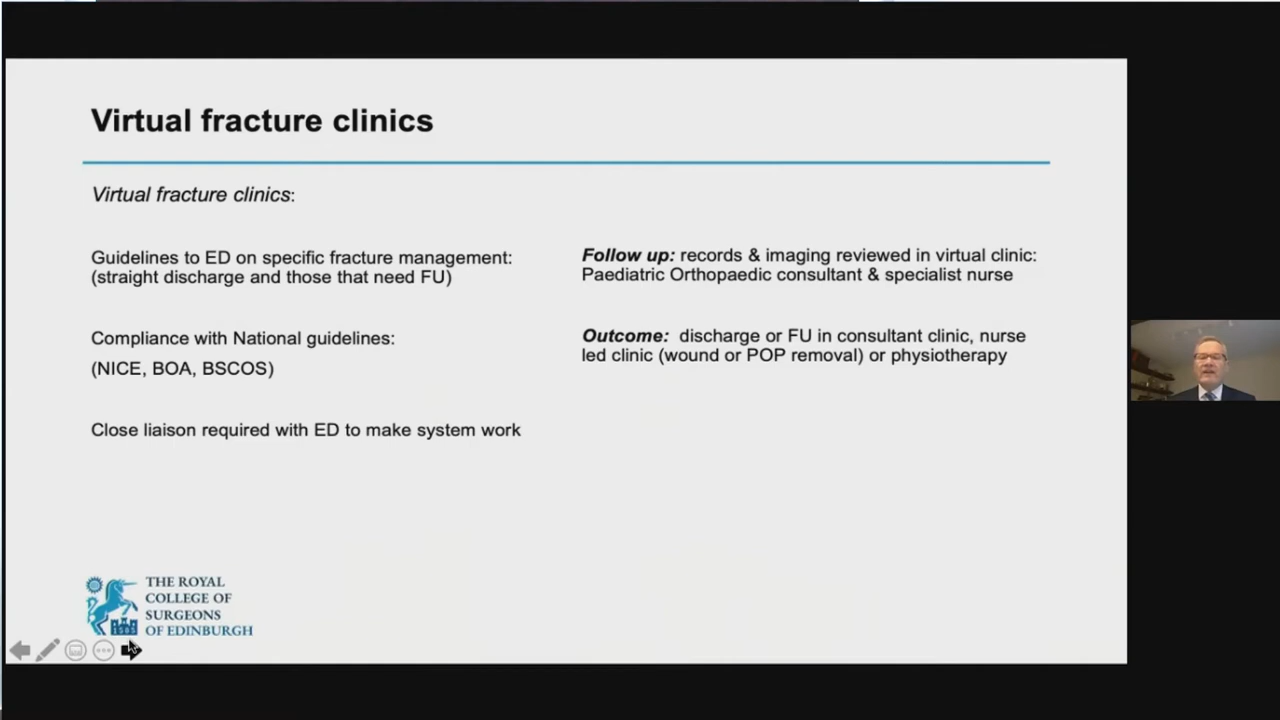 Virtual fracture clinics
Virtual fracture clinics:
Guidelines to ED on specific fracture management:
(straight discharge and those that need FU)
Compliance with National guidelines:
(NICE, BOA, BSCOS)
Close liaison required with ED to make system work
Follow up: records & imaging reviewed in virtual clinic:
Paediatric Orthopaedic consultant & specialist nurse
Outcome: discharge or FU in consultant clinic, nurse
led clinic (wound or POP removal) or physiotherapy
THE ROYAL
COLLEGE OF
SURGEONS
OF EDINBURGH